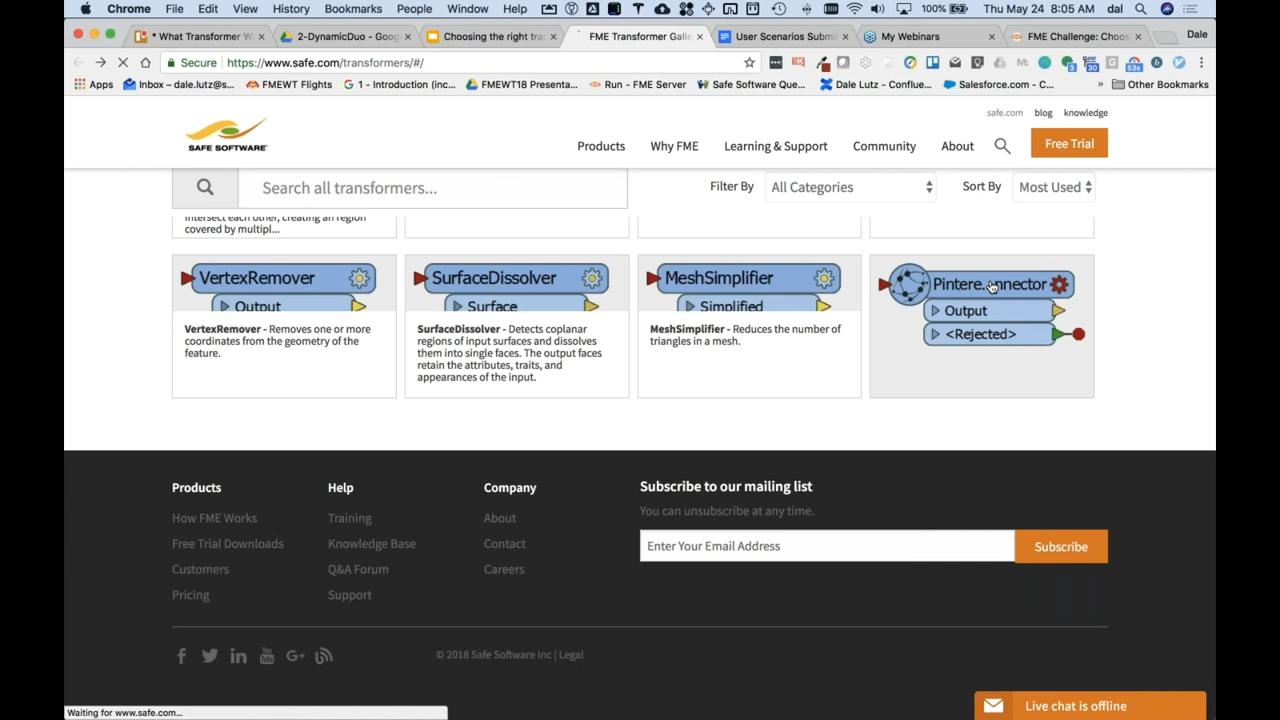 Chrome File Edit View History Bookmarks People Window Help 100% Thu May 24 8:05 AM dal
* What Transformer W 2-DynamicDuo - Goog Choosing the right tra FME Transformer Galle User Scenarios Submi My Webinars FME Challenge: Choos Dale
Secure https://www.safe.com/transformers/#/
Apps Inbox – dale.lutz@s... FMEWT Flights 1 - Introduction (inc... FMEWT18 Presenta... Run - FME Server Safe Software Que... Dale Lutz - Conflue... Salesforce.com - C... » Other Bookmarks
safe.com blog knowledge
SAFE SOFTWARE
Products Why FME Learning & Support Community About Free Trial
Search all transformers... Filter By All Categories Sort By Most Used
intersect each other, creating an region
covered by multipl...
VertexRemover
Output
VertexRemover - Removes one or more
coordinates from the geometry of the
feature.
SurfaceDissolver
Surface
SurfaceDissolver - Detects coplanar
regions of input surfaces and dissolves
them into single faces. The output faces
retain the attributes, traits, and
appearances of the input.
MeshSimplifier
Simplified
MeshSimplifier - Reduces the number of
triangles in a mesh.
Output
<Rejected>
Products
How FME Works
Free Trial Downloads
Customers
Pricing
Help
Training
Knowledge Base
Q&A Forum
Support
Company
About
Contact
Careers
Subscribe to our mailing list
You can unsubscribe at any time.
Enter Your Email Address Subscribe
© 2018 Safe Software Inc | Legal
Waiting for www.safe.com...
Live chat is offline